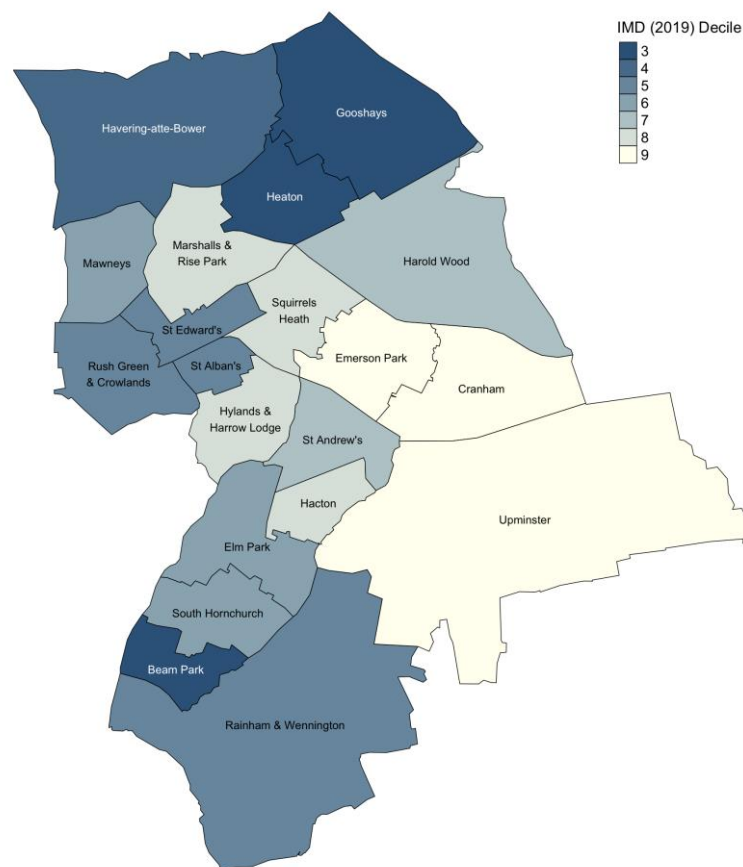 IMD (2019) Decile
3
4
5
6
7
8
9
Gooshays
Havering-atte-Bower
Heaton
Marshalls &
Rise Park
Mawneys
Harold Wood
Squirrels
Heath
St Edward's
Emerson Park
Rush Green
& Crowlands
St Alban's
Cranham
Hylands &
Harrow Lodge
St Andrew's
Hacton
Upminster
Elm Park
South Hornchurch
Beam Park
Rainham & Wennington